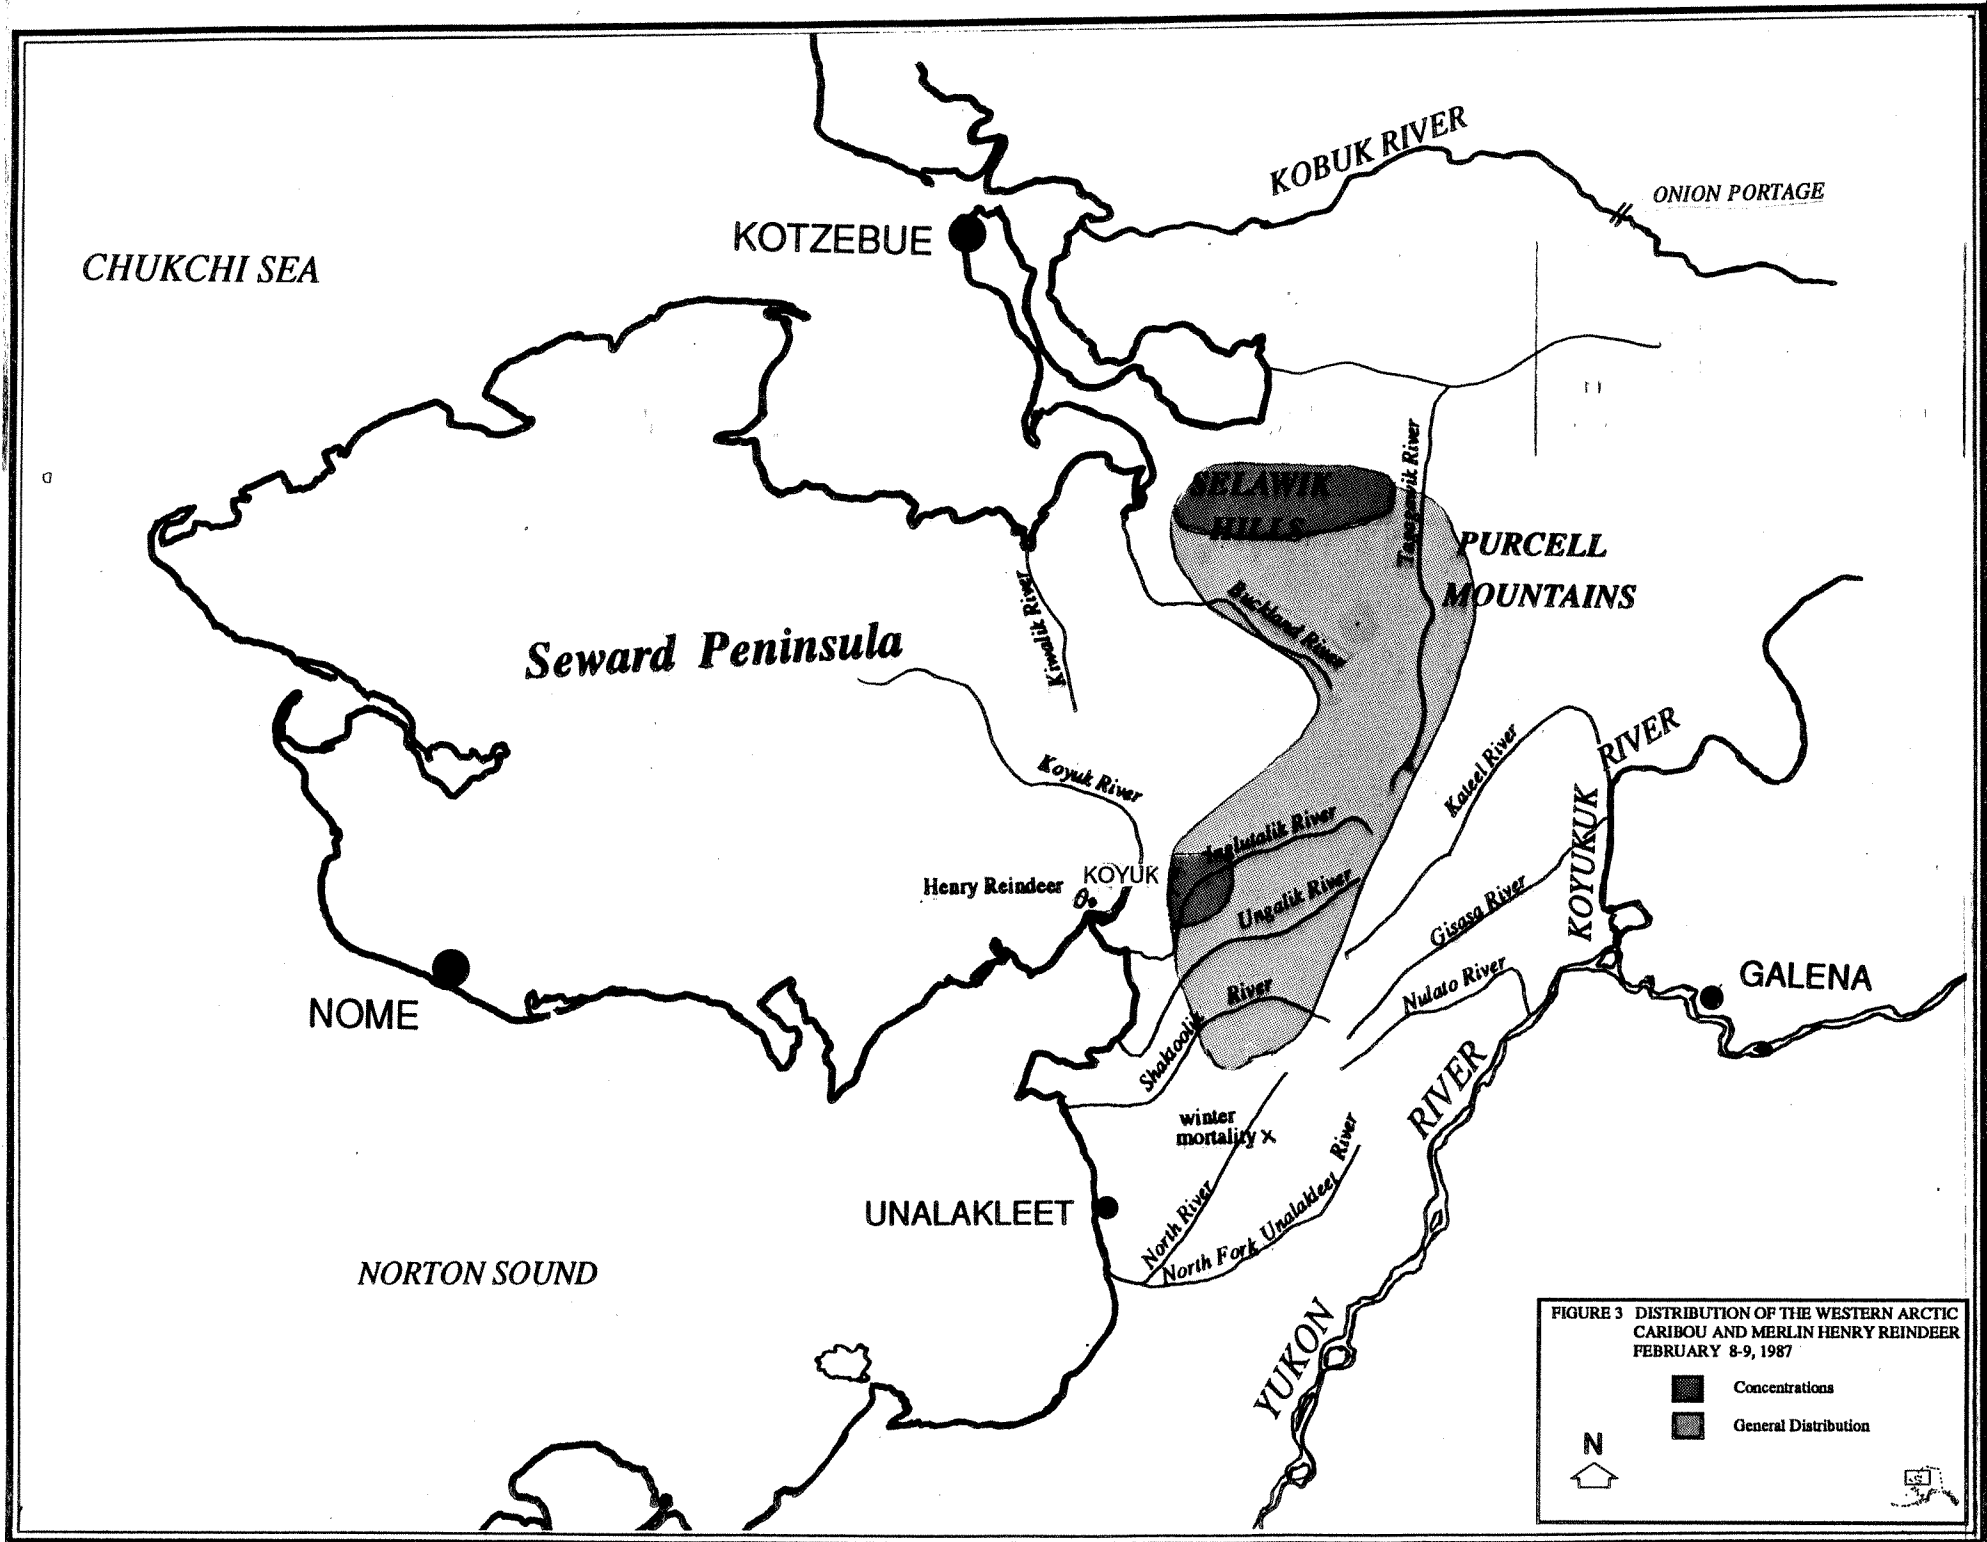 KOBUK RIVER
ONION PORTAGE
KOTZEBUE
CHUKCHI SEA
Tagagawik River
SELAWIK
HILLS
PURCELL
MOUNTAINS
Buckland River
Kiwalik River
Seward Peninsula
Koyuk River
Kateel River
KOYUKUK RIVER
Inglutalik River
KOYUK
Henry Reindeer
Ungalik River
Gisasa River
Nulato River
GALENA
NOME
Shaktoolik River
winter
mortality x
YUKON RIVER
UNALAKLEET
North River
North Fork Unalakleet River
NORTON SOUND
FIGURE 3 DISTRIBUTION OF THE WESTERN ARCTIC
CARIBOU AND MERLIN HENRY REINDEER
FEBRUARY 8-9, 1987
Concentrations
General Distribution
N